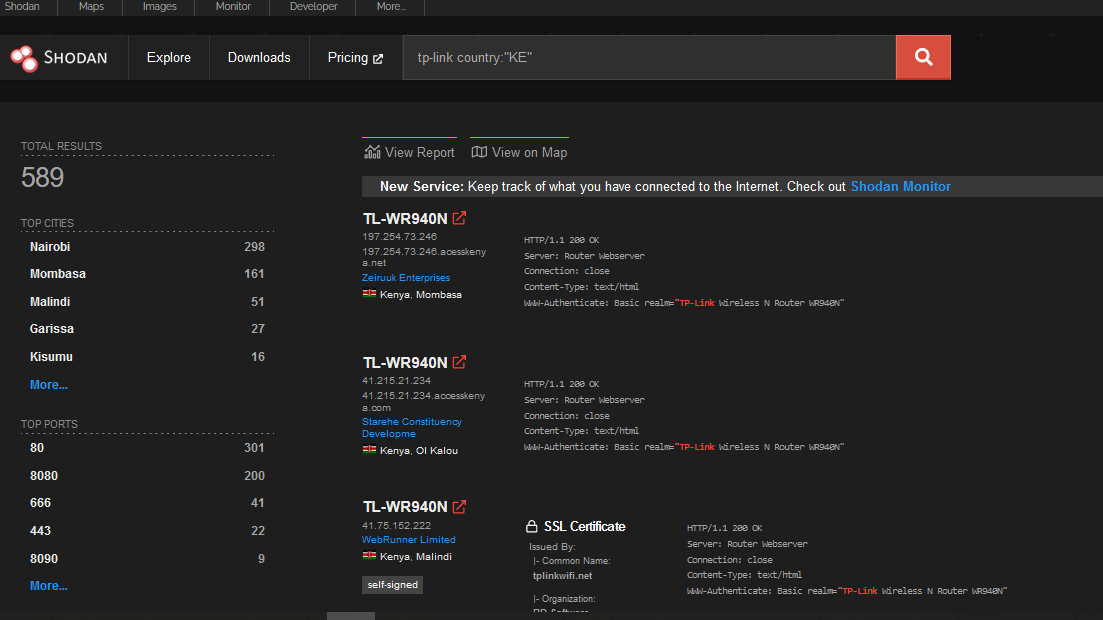 Shodan Maps Images Monitor Developer More...
SHODAN Explore Downloads Pricing tp-link country:"KE"
TOTAL RESULTS
589
TOP CITIES
Nairobi 298
Mombasa 161
Malindi 51
Garissa 27
Kisumu 16
More...
TOP PORTS
80 301
8080 200
666 41
443 22
8090 9
More...
View Report View on Map
New Service: Keep track of what you have connected to the Internet. Check out Shodan Monitor
TL-WR940N
197.254.73.246
197.254.73.246.acesskeny
a.net
Zeiruuk Enterprises
Kenya, Mombasa
HTTP/1.1 200 OK
Server: Router Webserver
Connection: close
Content-Type: text/html
WWW-Authenticate: Basic realm="TP-Link Wireless N Router WR940N"
TL-WR940N
41.215.21.234
41.215.21.234.accesskeny
a.com
Starehe Constituency
Developme
Kenya, Ol Kalou
HTTP/1.1 200 OK
Server: Router Webserver
Connection: close
Content-Type: text/html
WWW-Authenticate: Basic realm="TP-Link Wireless N Router WR940N"
TL-WR940N
41.75.152.222
WebRunner Limited
Kenya, Malindi
self-signed
SSL Certificate
Issued By:
|- Common Name:
tplinkwifi.net
|- Organization:
HTTP/1.1 200 OK
Server: Router Webserver
Connection: close
Content-Type: text/html
WWW-Authenticate: Basic realm="TP-Link Wireless N Router WR940N"